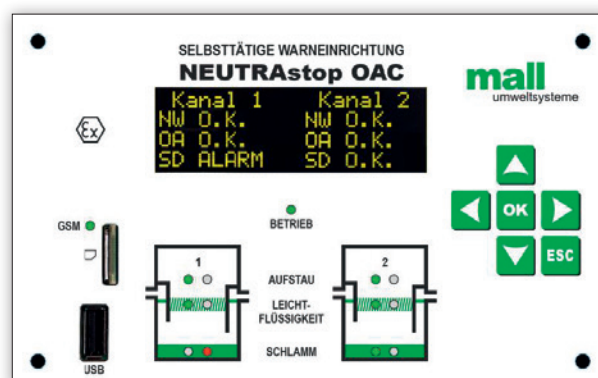 SELBSTTÄTIGE WARNEINRICHTUNG
NEUTRAstop OAC
mall
umweltsysteme
Kanal 1 Kanal 2
NW O.K. NW O.K.
OA O.K. OA O.K.
SD ALARM SD O.K.
Ex
GSM
BETRIEB
OK
ESC
1
2
AUFSTAU
LEICHT-
FLÜSSIGKEIT
SCHLAMM
USB